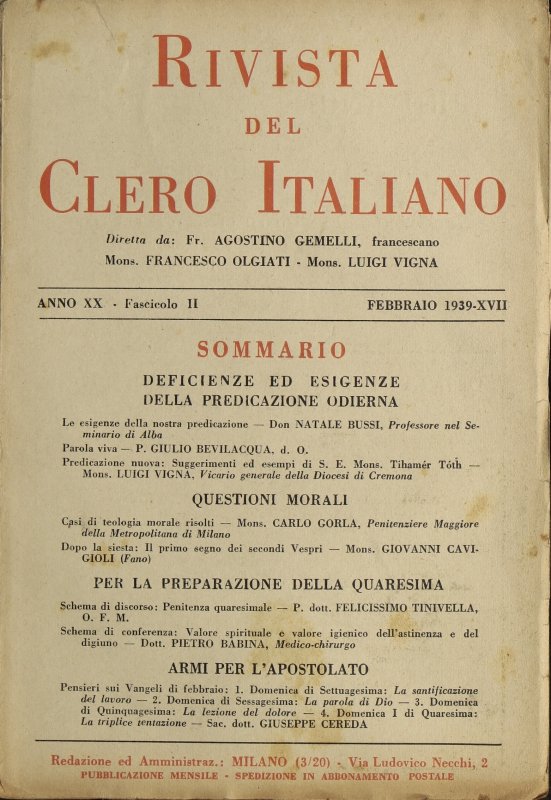 RIVISTA
DEL
CLERO ITALIANO
Diretta da: Fr. AGOSTINO GEMELLI, francescano
Mons. FRANCESCO OLGIATI - Mons. LUIGI VIGNA
ANNO XX - Fascicolo II FEBBRAIO 1939-XVII
SOMMARIO
DEFICIENZE ED ESIGENZE
DELLA PREDICAZIONE ODIERNA
Le esigenze della nostra predicazione — Don NATALE BUSSI, Professore nel Se-
minario di Alba
Parola viva — P. GIULIO BEVILACQUA, d. O.
Predicazione nuova: Suggerimenti ed esempi di S. E. Mons. Tihamér Tóth —
Mons. LUIGI VIGNA, Vicario generale della Diocesi di Cremona
QUESTIONI MORALI
Casi di teologia morale risolti — Mons. CARLO GORLA, Penitenziere Maggiore
della Metropolitana di Milano
Dopo la siesta: Il primo segno dei secondi Vespri — Mons. GIOVANNI CAVI-
GIOLI (Fano)
PER LA PREPARAZIONE DELLA QUARESIMA
Schema di discorso: Penitenza quaresimale — P. dott. FELICISSIMO TINIVELLA,
O. F. M.
Schema di conferenza: Valore spirituale e valore igienico dell'astinenza e del
digiuno — Dott. PIETRO BABINA, Medico-chirurgo
ARMI PER L'APOSTOLATO
Pensieri sui Vangeli di febbraio: 1. Domenica di Settuagesima: La santificazione
del lavoro — 2. Domenica di Sessagesima: La parola di Dio — 3. Domenica
di Quinquagesima: La lezione del dolore — 4. Domenica I di Quaresima:
La triplice tentazione — Sac. dott. GIUSEPPE CEREDA
Redazione ed Amministraz.: MILANO (3/20) - Via Ludovico Necchi, 2
PUBBLICAZIONE MENSILE - SPEDIZIONE IN ABBONAMENTO POSTALE